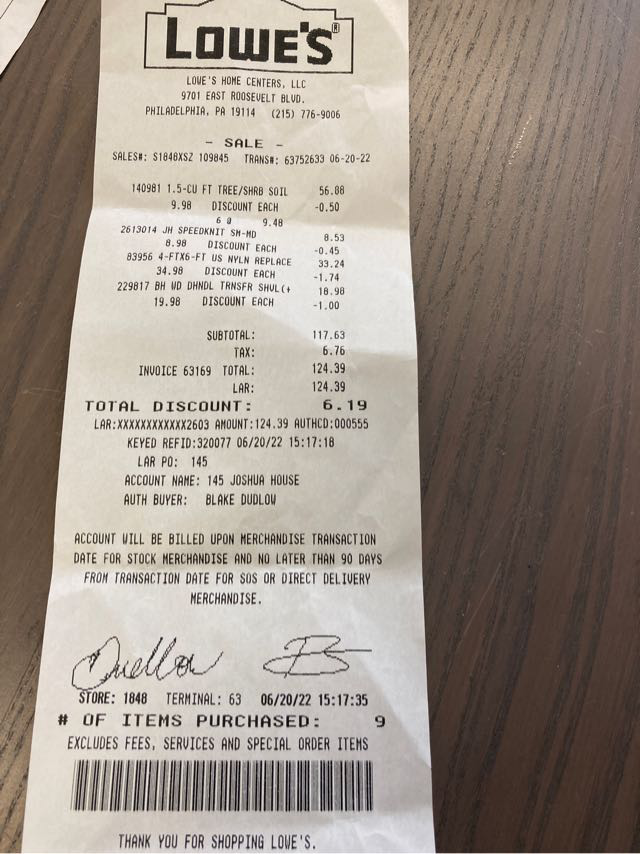 LOWE'S®
LOWE'S HOME CENTERS, LLC
9701 EAST ROOSEVELT BLVD.
PHILADELPHIA, PA 19114 (215) 776-9006
- SALE -
SALES#: S1848XSZ 109845 TRANS#: 63752633 06-20-22
140981 1.5-CU FT TREE/SHRB SOIL 56.88
9.98 DISCOUNT EACH -0.50
6 @ 9.48
2613014 JH SPEEDKNIT SM-MD 8.53
8.98 DISCOUNT EACH -0.45
83956 4-FTX6-FT US NYLN REPLACE 33.24
34.98 DISCOUNT EACH -1.74
229817 BH WD DHNDL TRNSFR SHVL(+ 18.98
19.98 DISCOUNT EACH -1.00
SUBTOTAL: 117.63
TAX: 6.76
INVOICE 63169 TOTAL: 124.39
LAR: 124.39
TOTAL DISCOUNT: 6.19
LAR:XXXXXXXXXXXX2603 AMOUNT:124.39 AUTHCD:000555
KEYED REFID:320077 06/20/22 15:17:18
LAR PO: 145
ACCOUNT NAME: 145 JOSHUA HOUSE
AUTH BUYER: BLAKE DUDLOW
ACCOUNT WILL BE BILLED UPON MERCHANDISE TRANSACTION
DATE FOR STOCK MERCHANDISE AND NO LATER THAN 90 DAYS
FROM TRANSACTION DATE FOR SOS OR DIRECT DELIVERY
MERCHANDISE.
STORE: 1848 TERMINAL: 63 06/20/22 15:17:35
# OF ITEMS PURCHASED: 9
EXCLUDES FEES, SERVICES AND SPECIAL ORDER ITEMS
THANK YOU FOR SHOPPING LOWE'S.